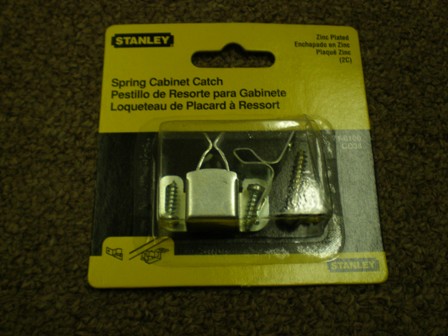 STANLEY
Zinc Plated
Enchapado en Zinc
Plaqué Zinc
(2C)
Spring Cabinet Catch
Pestillo de Resorte para Gabinete
Loqueteau de Placard à Ressort
STANLEY